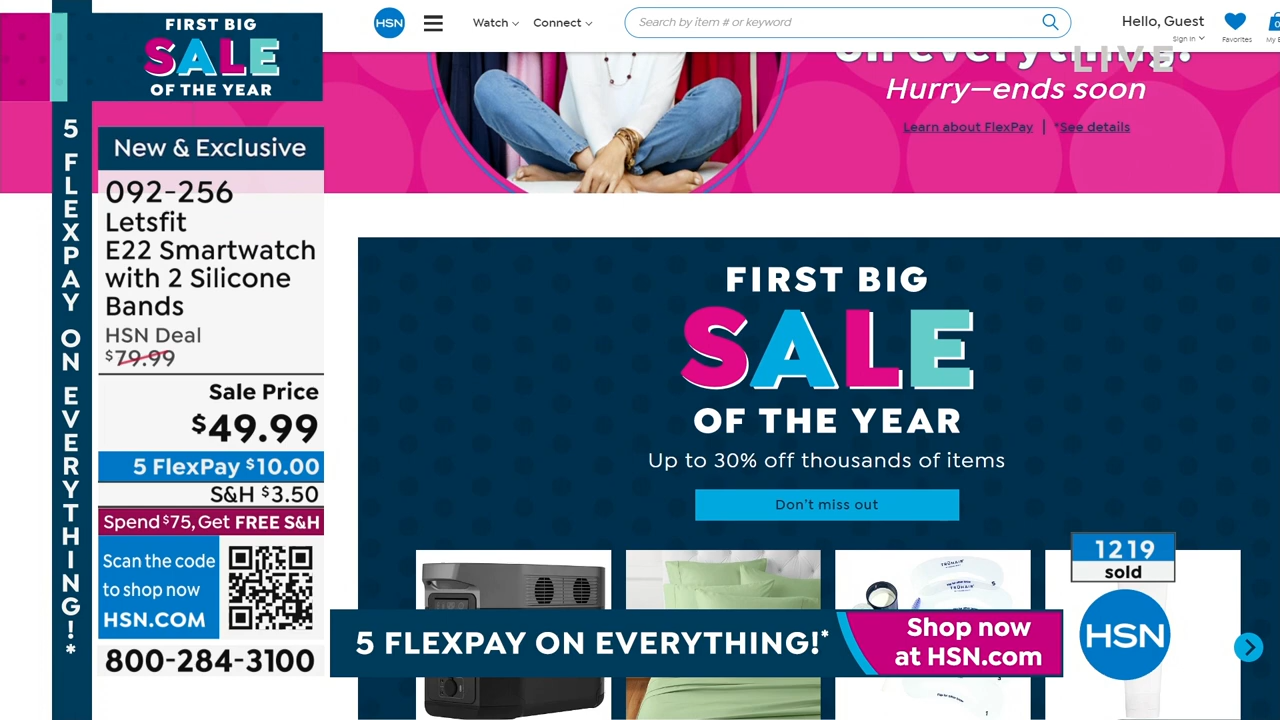 FIRST BIG
SALE
OF THE YEAR
5 FLEXPAY ON EVERYTHING!*
New & Exclusive
092-256
Letsfit
E22 Smartwatch
with 2 Silicone
Bands
HSN Deal
$79.99
Sale Price
$49.99
5 FlexPay $10.00
S&H $3.50
Spend $75, Get FREE S&H
Scan the code
to shop now
HSN.COM
800-284-3100
HSN
Watch
Connect
Search by item # or keyword
Hello, Guest
Sign In
Favorites
0
LIVE
on everything!
Hurry—ends soon
Learn about FlexPay | *See details
FIRST BIG
SALE
OF THE YEAR
Up to 30% off thousands of items
Don't miss out
1219
sold
5 FLEXPAY ON EVERYTHING!*
Shop now
at HSN.com
HSN